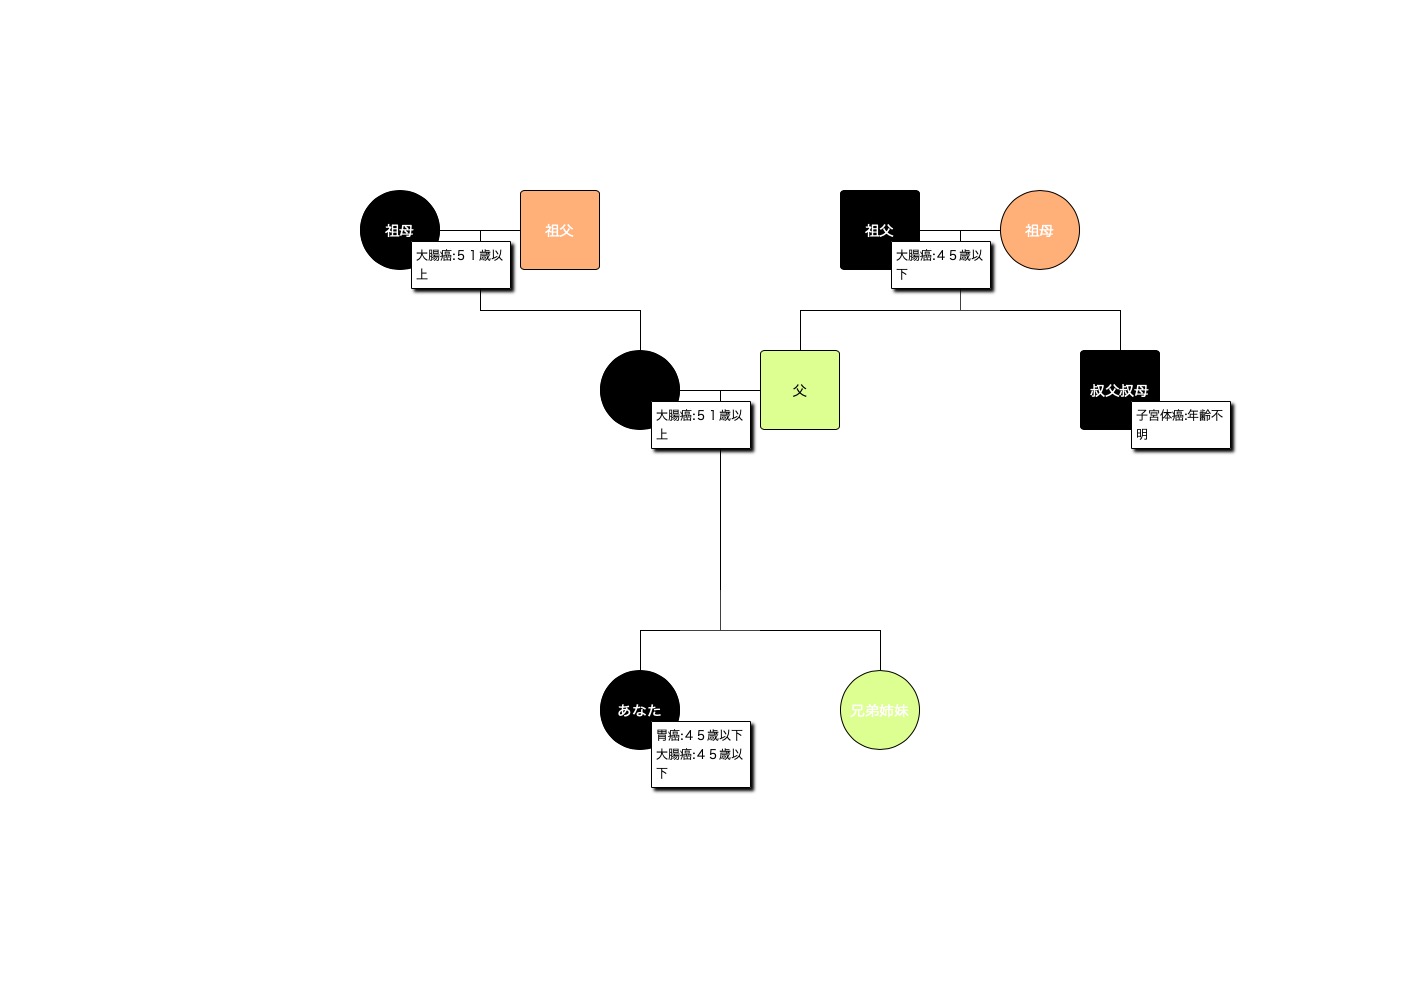 祖母
祖父
祖父
祖母
大腸癌:５１歳以
上
大腸癌:４５歳以
下
父
叔父叔母
大腸癌:５１歳以
上
子宮体癌:年齢不
明
あなた
兄弟姉妹
胃癌:４５歳以下
大腸癌:４５歳以
下